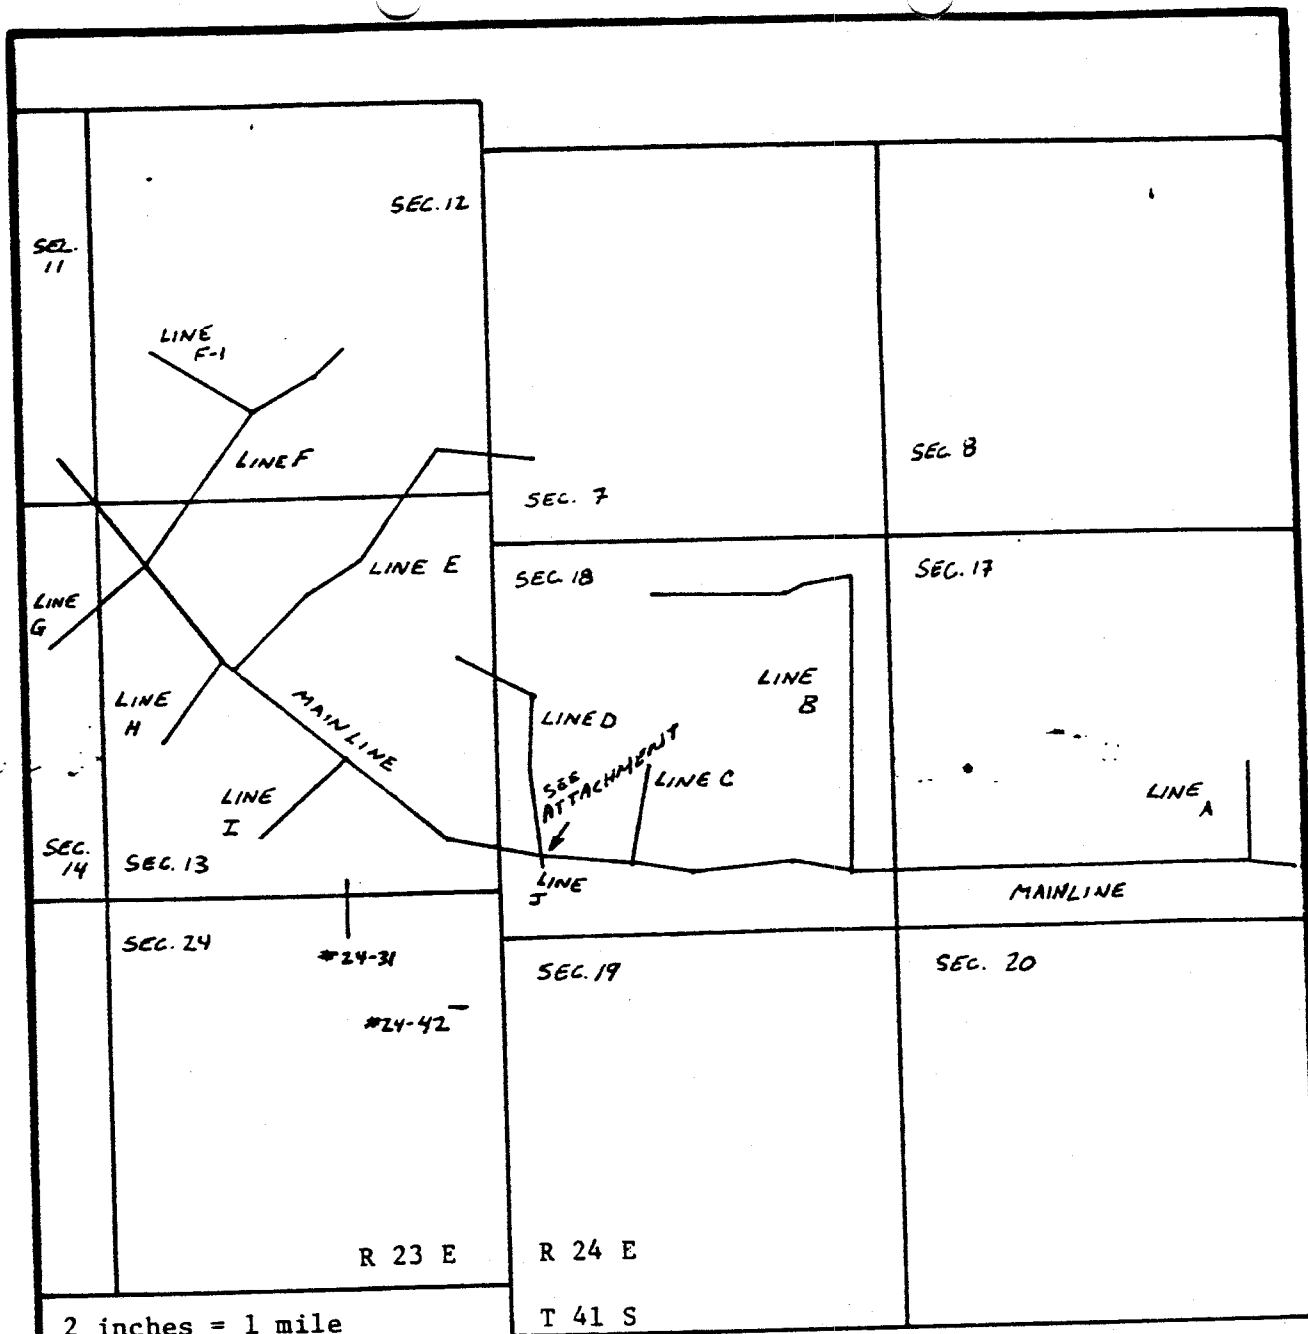 SEC. 12
SEC.
11
LINE
F-1
LINE F
SEC. 8
SEC. 7
LINE E
SEC. 18
SEC. 17
LINE
G
LINE
H
MAINLINE
LINE
B
LINE D
SEE
ATTACHMENT
LINE C
LINE
A
LINE
I
SEC.
14
SEC. 13
LINE
J
MAINLINE
SEC. 24
#24-31
SEC. 19
SEC. 20
#24-42
R 23 E
R 24 E
T 41 S
2 inches = 1 mile